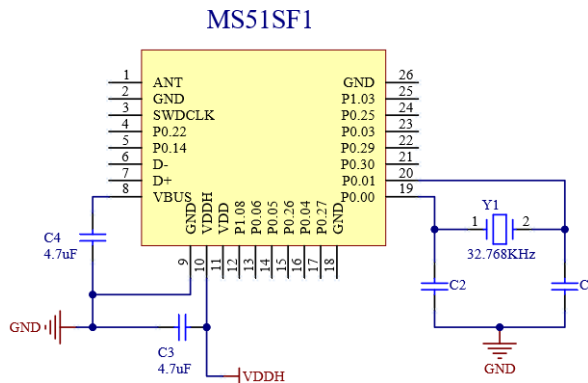 MS51SF1
1 ANT GND 26
2 GND P1.03 25
3 SWDCLK P0.25 24
4 P0.22 P0.03 23
5 P0.14 P0.29 22
6 D- P0.30 21
7 D+ P0.01 20
8 VBUS P0.00 19
GND VDDH VDD P1.08 P0.06 P0.05 P0.26 P0.04 P0.27 GND
9 10 11 12 13 14 15 16 17 18
Y1
1 2
32.768KHz
C4
4.7uF
C2
C
GND
C3
4.7uF
VDDH
GND